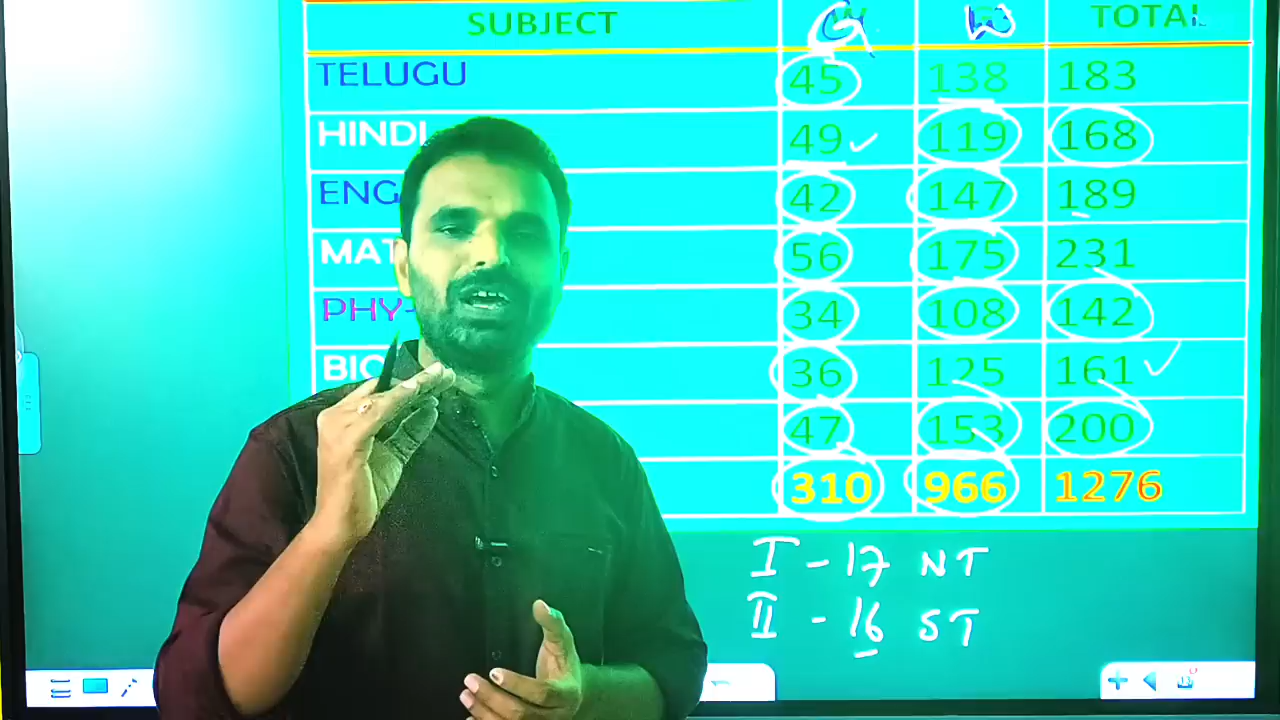 SUBJECT G W TOTAL
TELUGU 45 138 183
HINDI 49 119 168
ENG 42 147 189
MAT 56 175 231
PHY- 34 108 142
BIO 36 125 161
47 153 200
310 966 1276
I - 17 NT
II - 16 ST